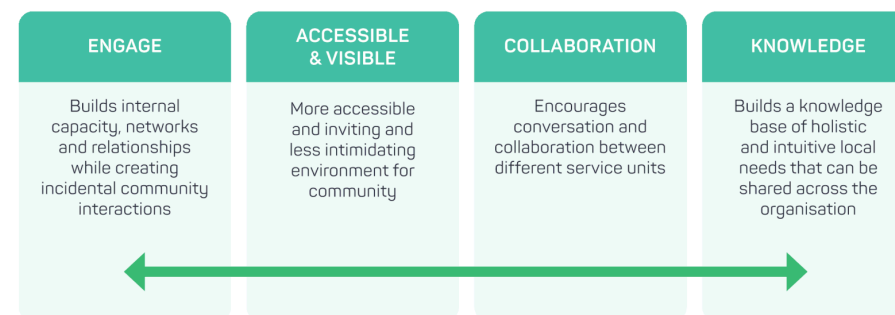 ENGAGE
Builds internal
capacity, networks
and relationships
while creating
incidental community
interactions
ACCESSIBLE
& VISIBLE
More accessible
and inviting and
less intimidating
environment for
community
COLLABORATION
Encourages
conversation and
collaboration between
different service units
KNOWLEDGE
Builds a knowledge
base of holistic
and intuitive local
needs that can be
shared across the
organisation